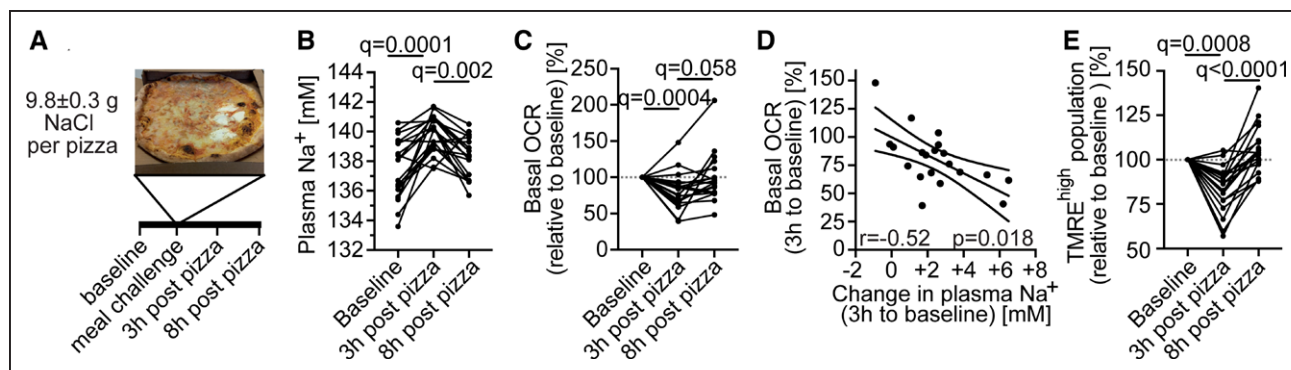 A
9.8±0.3 g
NaCl
per pizza
baseline
meal challenge
3h post pizza
8h post pizza
B
q=0.0001
q=0.002
Plasma Na⁺ [mM]
144
142
140
138
136
134
132
Baseline
3h post pizza
8h post pizza
C
Basal OCR
(relative to baseline) [%]
q=0.058
q=0.0004
250
200
150
100
50
0
Baseline
3h post pizza
8h post pizza
D
Basal OCR
(3h to baseline) [%]
150
125
100
75
50
25
0
r=-0.52
p=0.018
-2 0 +2 +4 +6 +8
Change in plasma Na⁺
(3h to baseline) [mM]
E
q=0.0008
q<0.0001
TMREʰⁱᵍʰ population
(relative to baseline ) [%]
150
125
100
75
50
Baseline
3h post pizza
8h post pizza